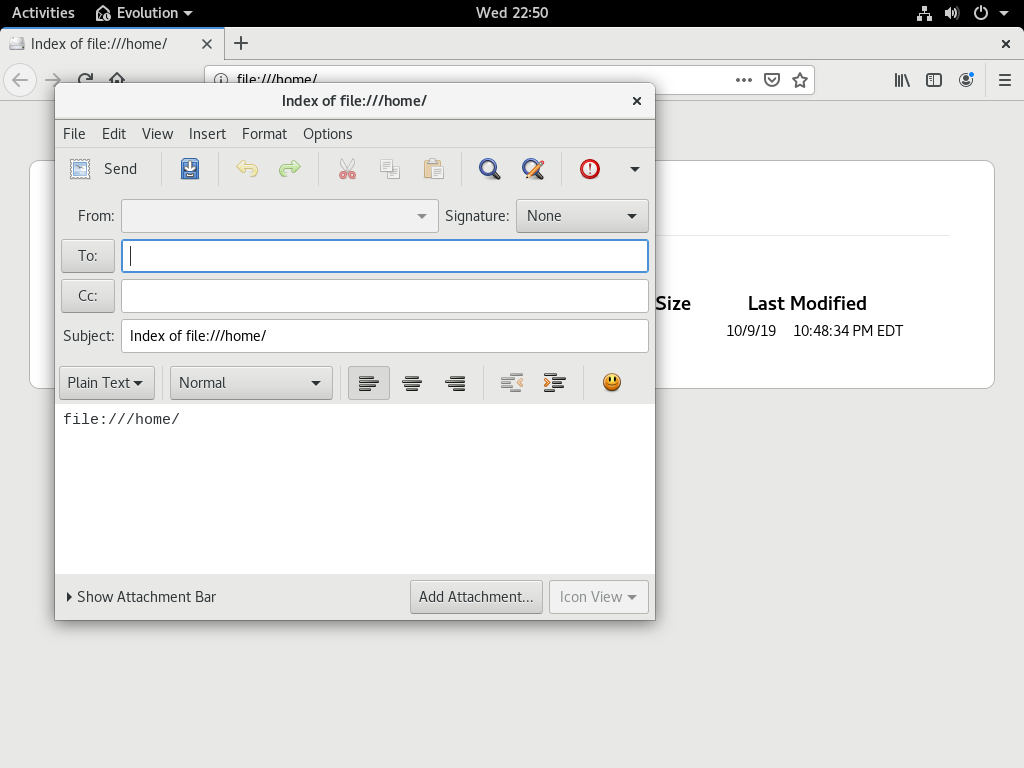 Activities Evolution Wed 22:50
Index of file:///home/
file:///home/
Index of file:///home/
File Edit View Insert Format Options
Send
From: Signature: None
To:
Cc:
Size Last Modified
Subject: Index of file:///home/
10/9/19 10:48:34 PM EDT
Plain Text Normal
file:///home/
Show Attachment Bar Add Attachment... Icon View